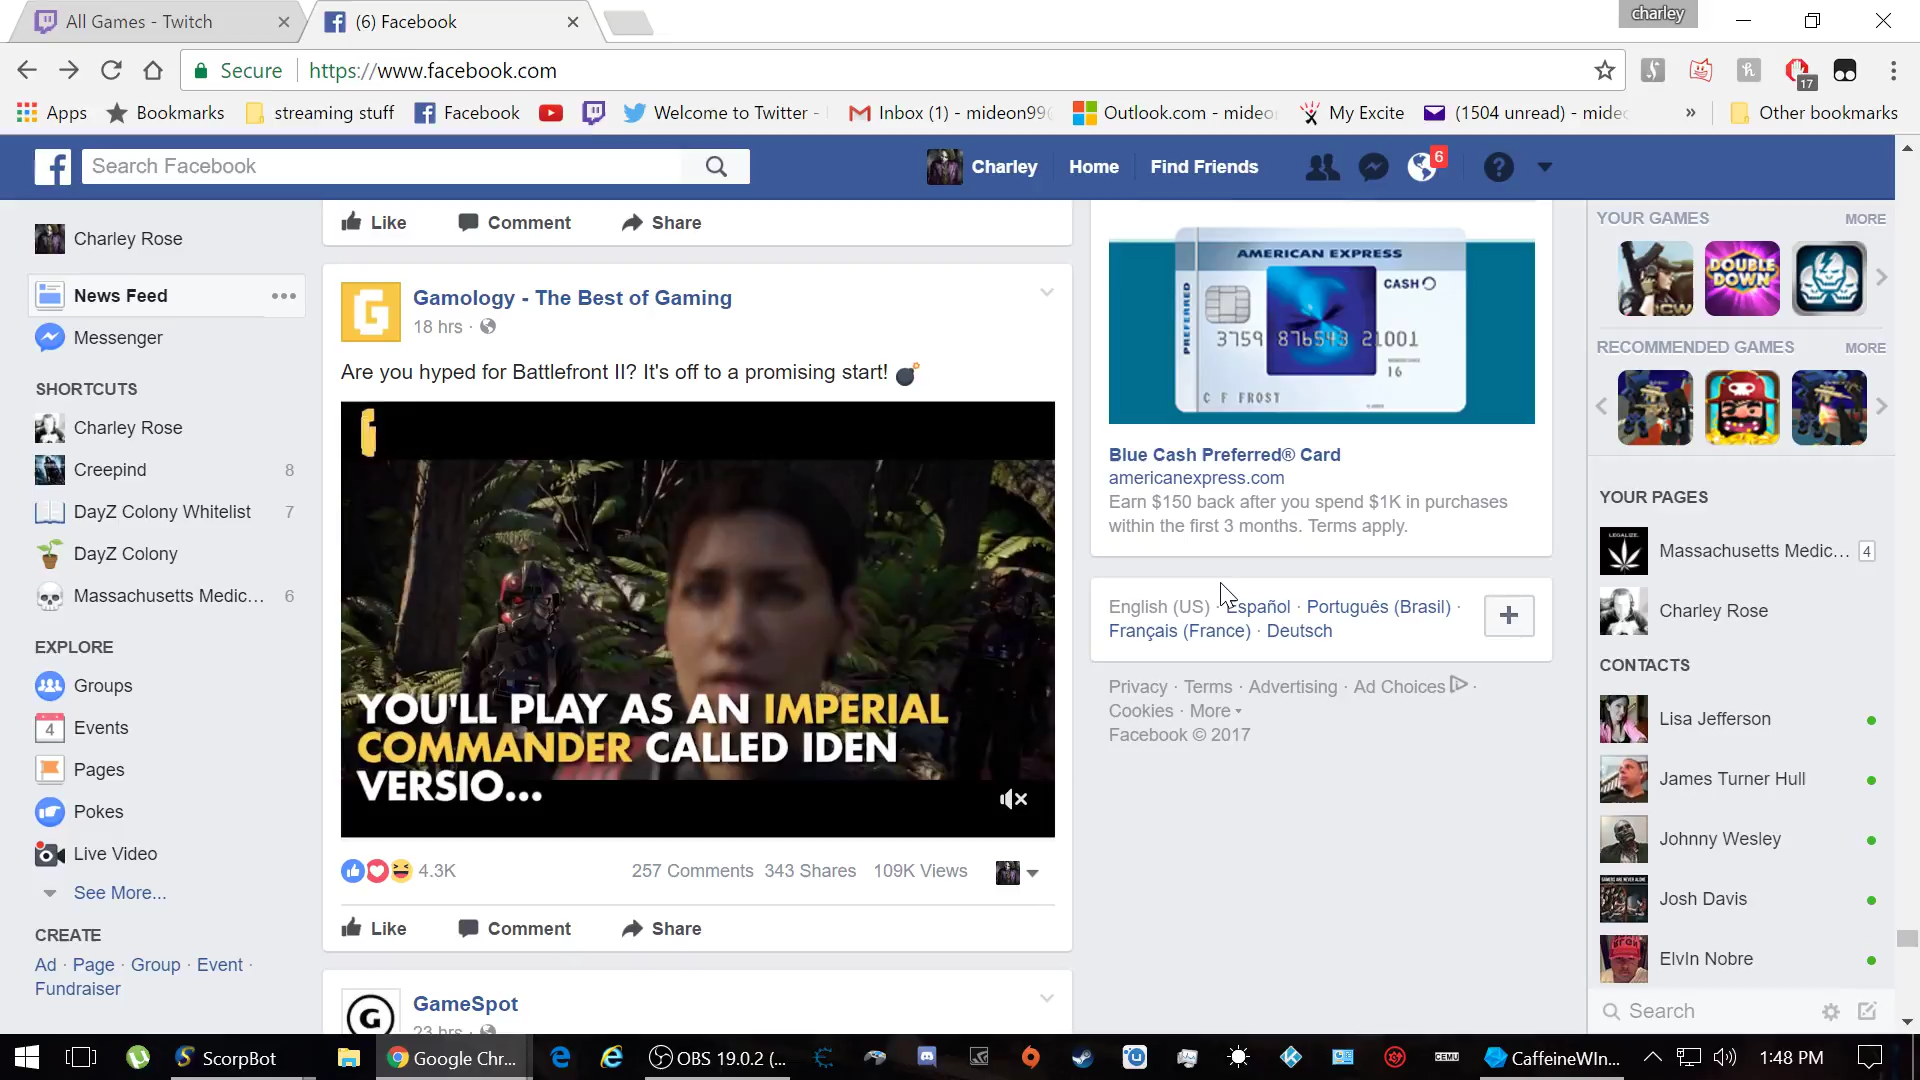 All Games - Twitch
(6) Facebook
charley
Secure
https://www.facebook.com
17
Apps
Bookmarks
streaming stuff
Facebook
Welcome to Twitter -
Inbox (1) - mideon99
Outlook.com - mideo
My Excite
(1504 unread) - mide
»
Other bookmarks
Search Facebook
Charley
Home
Find Friends
6
Charley Rose
News Feed
Messenger
SHORTCUTS
Charley Rose
Creepind 8
DayZ Colony Whitelist 7
DayZ Colony
Massachusetts Medic... 6
EXPLORE
Groups
4
Events
Pages
Pokes
Live Video
See More...
CREATE
Ad · Page · Group · Event ·
Fundraiser
Like Comment Share
Gamology - The Best of Gaming
18 hrs ·
Are you hyped for Battlefront II? It's off to a promising start!
YOU'LL PLAY AS AN IMPERIAL
COMMANDER CALLED IDEN
VERSIO...
4.3K
257 Comments 343 Shares 109K Views
Like Comment Share
GameSpot
23 hrs ·
AMERICAN EXPRESS
CASH
PREFERRED
3759 876543 21001
16
C F FROST
Blue Cash Preferred® Card
americanexpress.com
Earn $150 back after you spend $1K in purchases
within the first 3 months. Terms apply.
English (US) · Español · Português (Brasil) ·
Français (France) · Deutsch
Privacy · Terms · Advertising · Ad Choices ·
Cookies · More
Facebook © 2017
YOUR GAMES MORE
DOUBLE
DOWN
RECOMMENDED GAMES MORE
YOUR PAGES
LEGALIZE.
Massachusetts Medic... 4
Charley Rose
CONTACTS
Lisa Jefferson
James Turner Hull
Johnny Wesley
Josh Davis
ElvIn Nobre
Search
ScorpBot
Google Chr...
OBS 19.0.2 (...
CEMU
CaffeineWIn...
1:48 PM